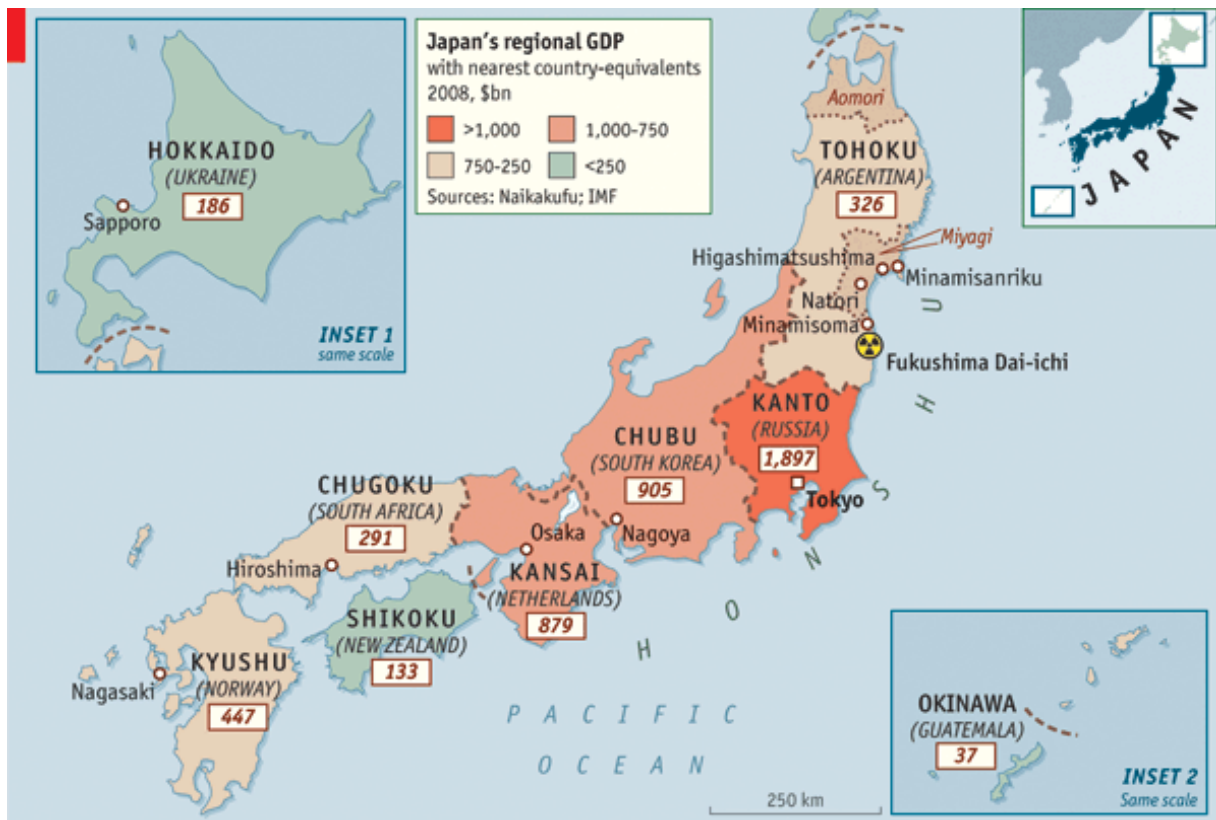 Japan's regional GDP
with nearest country-equivalents
2008, $bn
>1,000
1,000-750
750-250
<250
Sources: Naikakufu; IMF
HOKKAIDO
(UKRAINE)
186
Sapporo
INSET 1
same scale
JAPAN
Aomori
TOHOKU
(ARGENTINA)
326
Miyagi
Higashimatsushima
Minamisanriku
Natori
Minamisoma
Fukushima Dai-ichi
KANTO
(RUSSIA)
1,897
Tokyo
CHUBU
(SOUTH KOREA)
905
Nagoya
CHUGOKU
(SOUTH AFRICA)
291
Hiroshima
Osaka
KANSAI
(NETHERLANDS)
879
SHIKOKU
(NEW ZEALAND)
133
KYUSHU
(NORWAY)
447
Nagasaki
HONSHU
PACIFIC
OCEAN
OKINAWA
(GUATEMALA)
37
INSET 2
Same scale
250 km